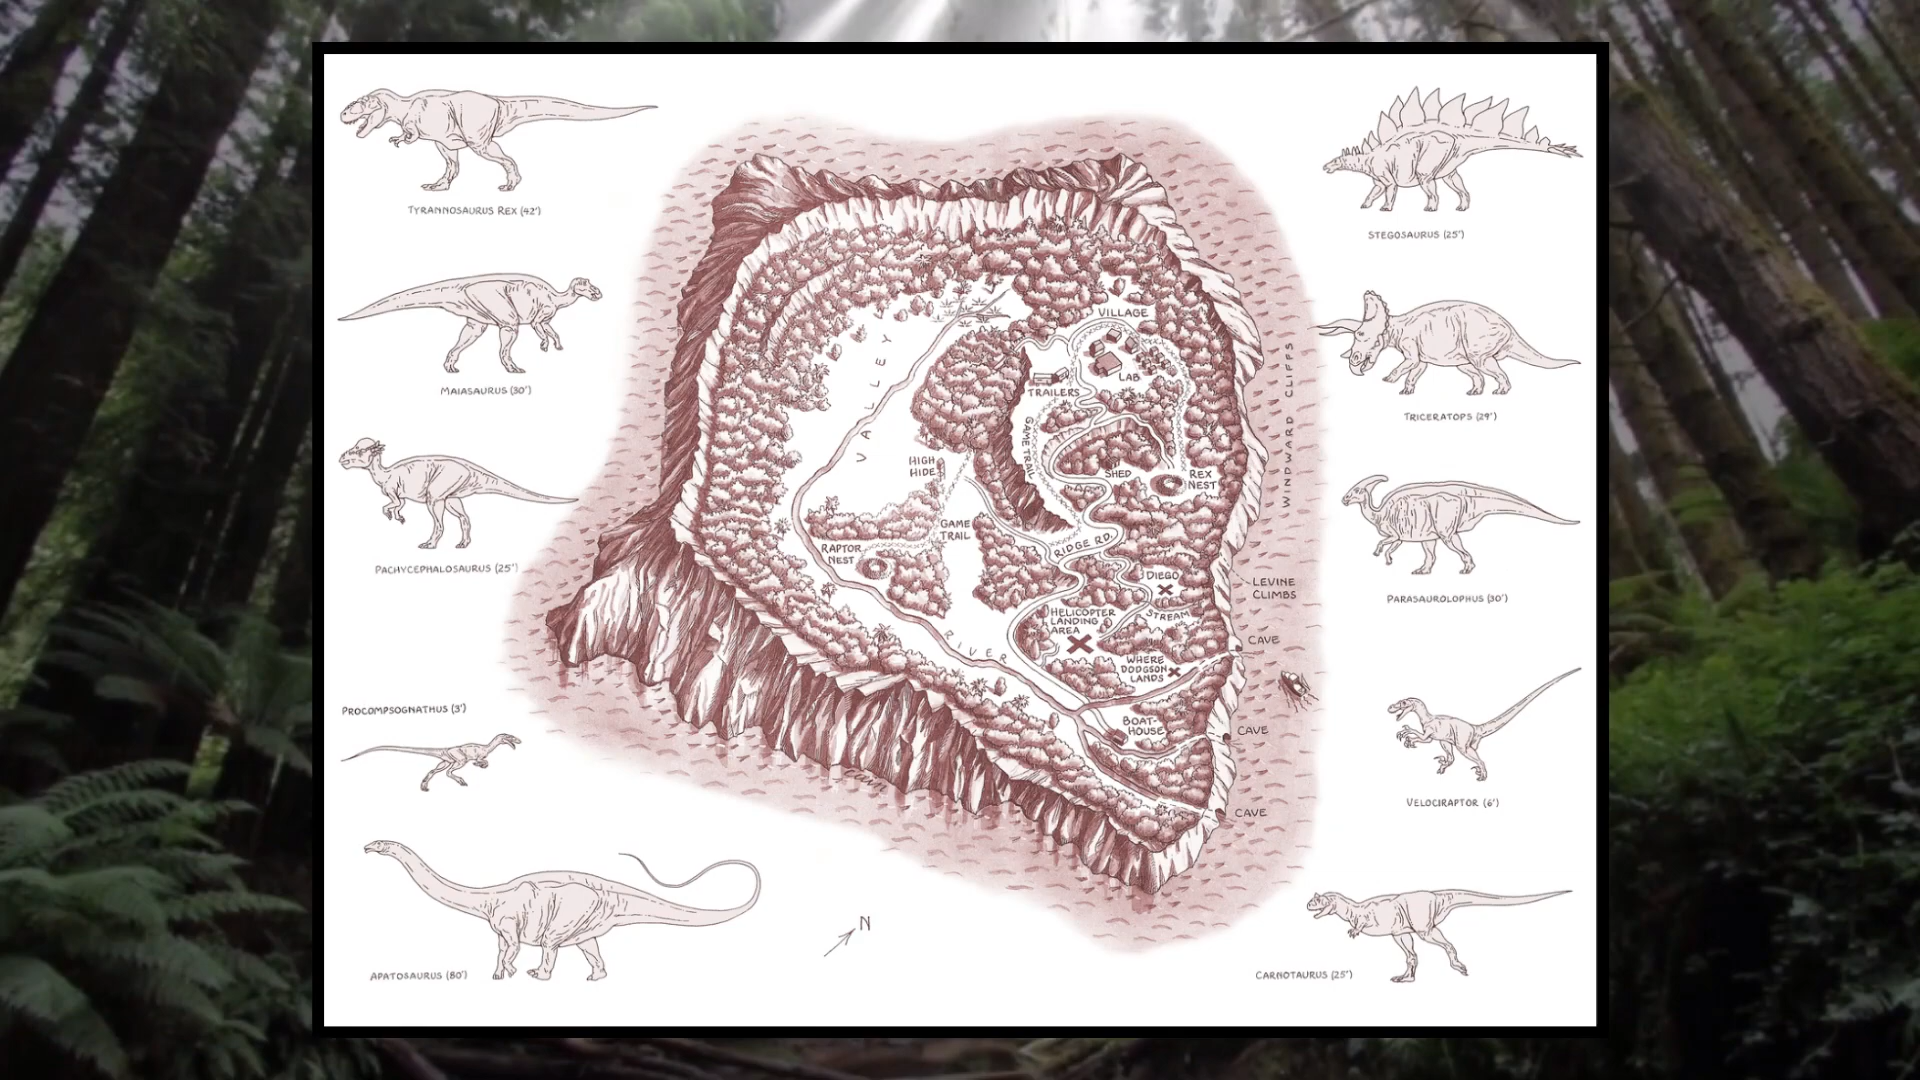 TYRANNOSAURUS REX (42')
MAIASAURUS (30')
PACHYCEPHALOSAURUS (25')
PROCOMPSOGNATHUS (3')
APATOSAURUS (80')
STEGOSAURUS (25')
TRICERATOPS (29')
PARASAUROLOPHUS (30')
VELOCIRAPTOR (6')
CARNOTAURUS (25')
VILLAGE
LAB
TRAILERS
VALLEY
GAME TRAIL
HIGH
HIDE
SHED
REX
NEST
WINDWARD CLIFFS
GAME
TRAIL
RAPTOR
NEST
RIDGE RD.
DIEGO
LEVINE
CLIMBS
HELICOPTER
LANDING
AREA
STREAM
CAVE
RIVER
WHERE
DODGSON
LANDS
BOAT-
HOUSE
CAVE
CAVE
N